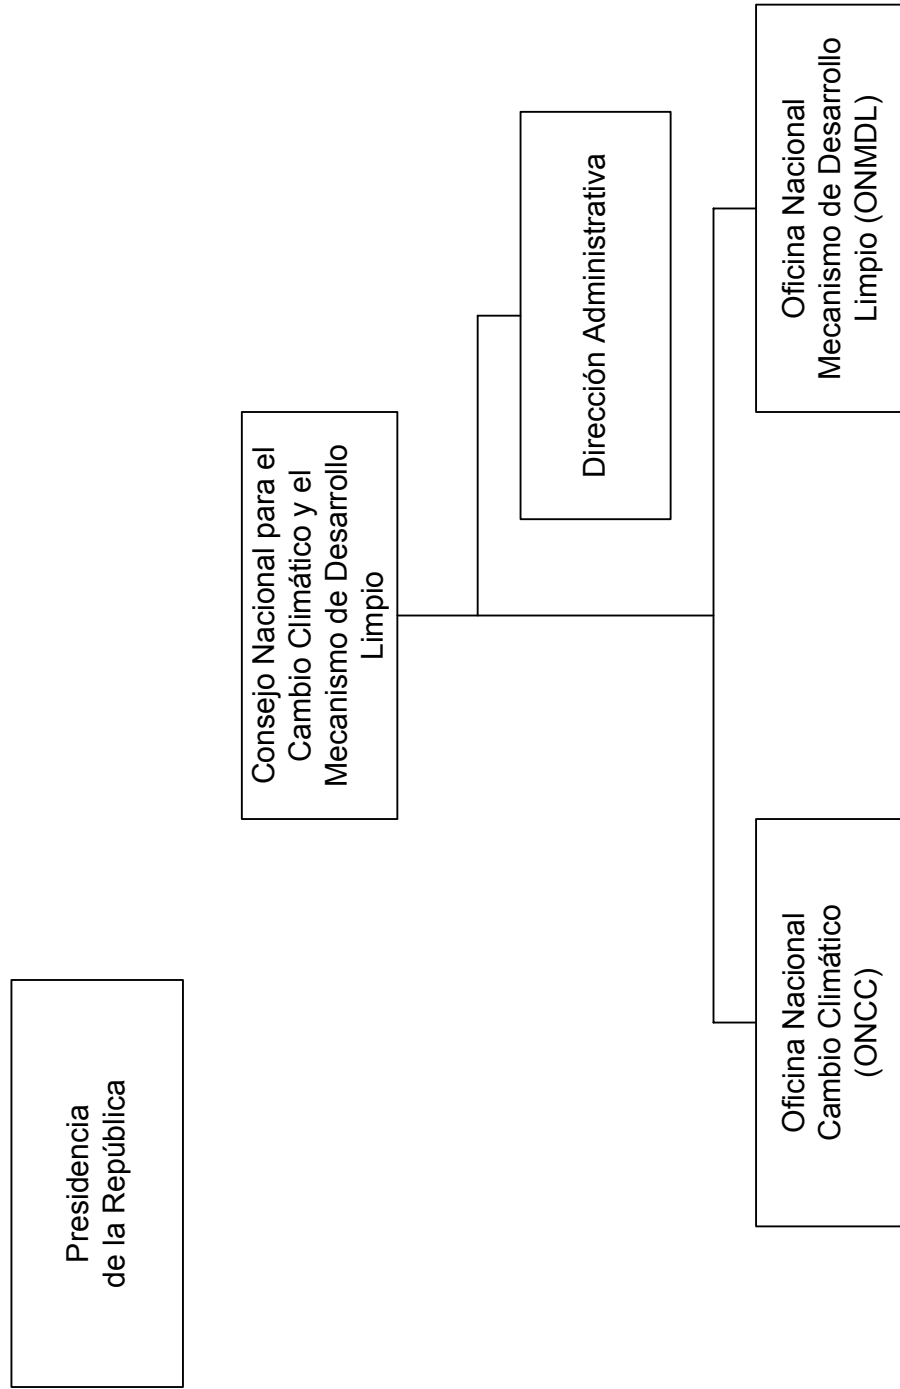 Presidencia
de la República
Consejo Nacional para el
Cambio Climático y el
Mecanismo de Desarrollo
Limpio
Dirección Administrativa
Oficina Nacional
Cambio Climático
(ONCC)
Oficina Nacional
Mecanismo de Desarrollo
Limpio (ONMDL)